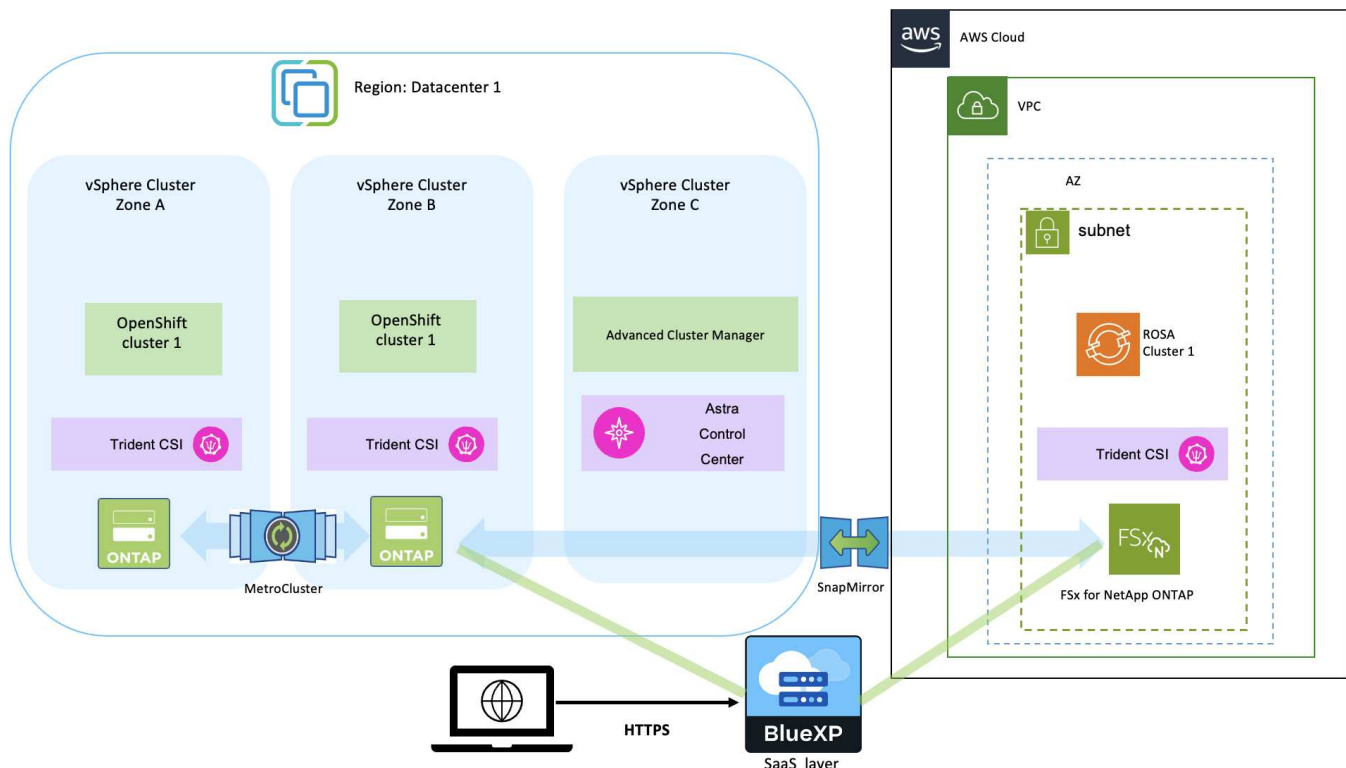 Region: Datacenter 1
vSphere Cluster
Zone A
vSphere Cluster
Zone B
vSphere Cluster
Zone C
OpenShift
cluster 1
OpenShift
cluster 1
Advanced Cluster Manager
Trident CSI
Trident CSI
Astra
Control
Center
ONTAP
ONTAP
MetroCluster
SnapMirror
aws
AWS Cloud
VPC
AZ
subnet
ROSA
Cluster 1
Trident CSI
FSx
N
FSx for NetApp ONTAP
HTTPS
BlueXP
SaaS layer